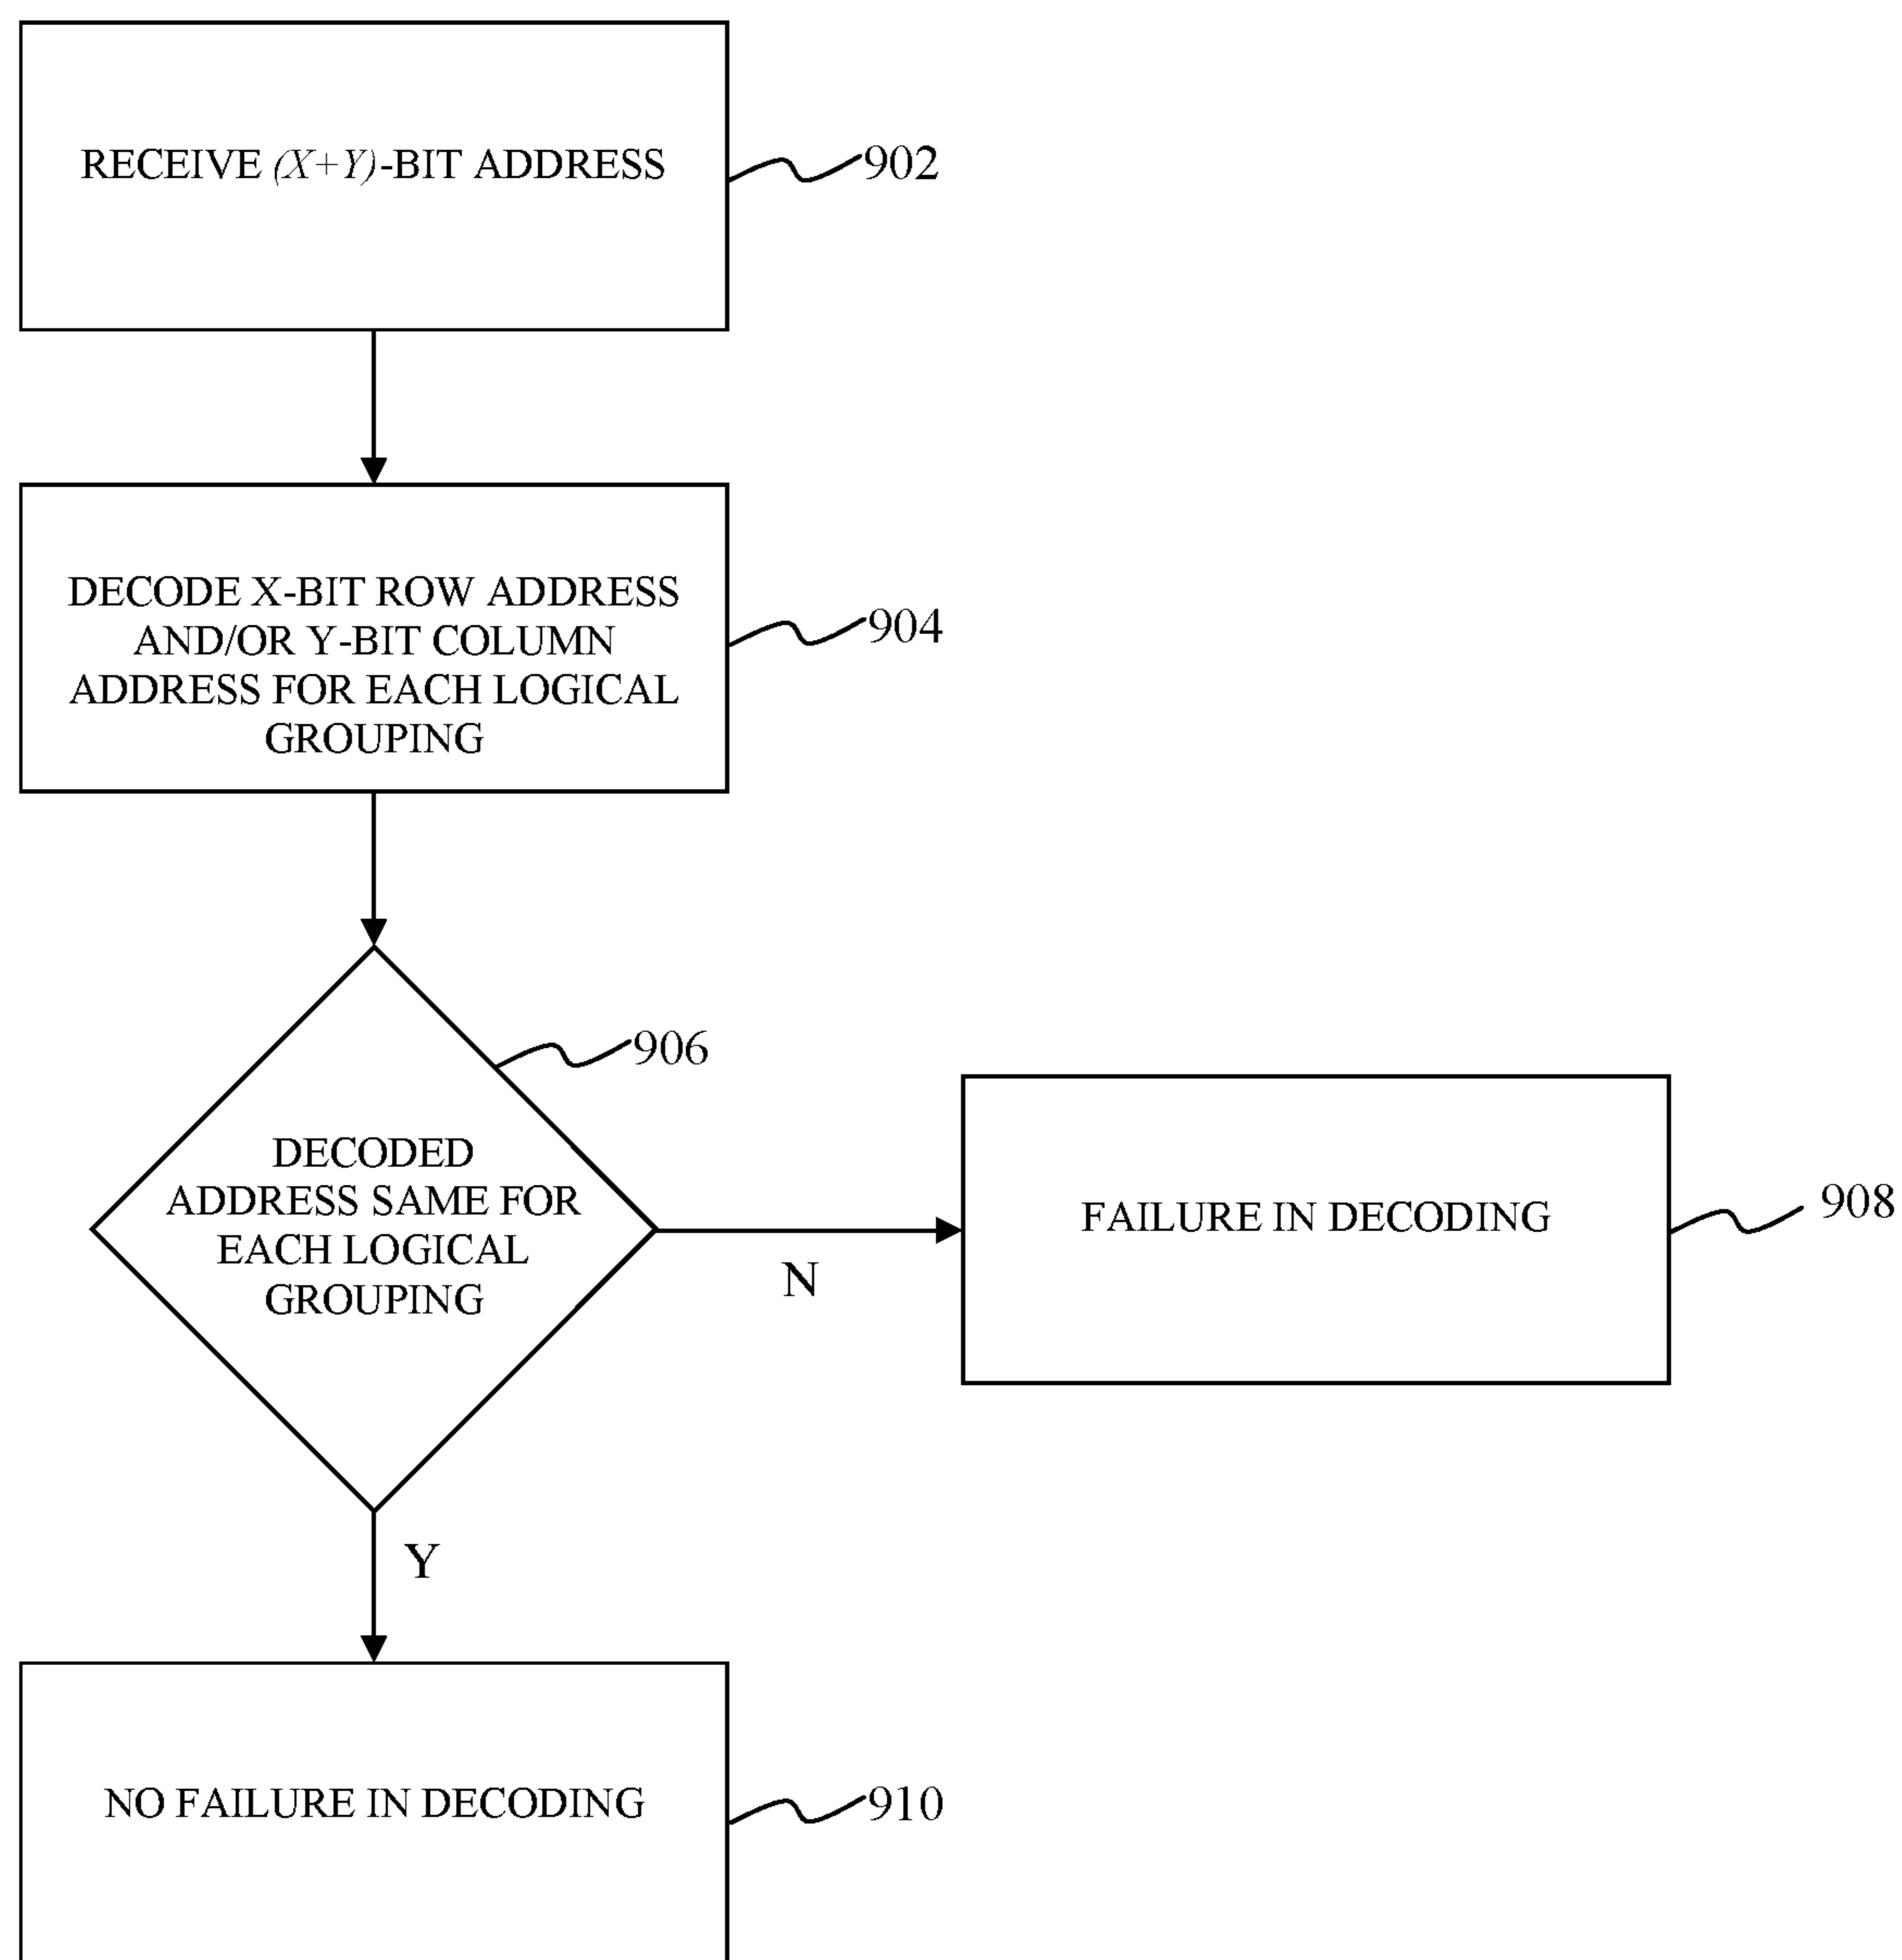 RECEIVE (X+Y)-BIT ADDRESS
902
DECODE X-BIT ROW ADDRESS
AND/OR Y-BIT COLUMN
ADDRESS FOR EACH LOGICAL
GROUPING
904
906
DECODED
ADDRESS SAME FOR
EACH LOGICAL
GROUPING
N
FAILURE IN DECODING
908
Y
NO FAILURE IN DECODING
910